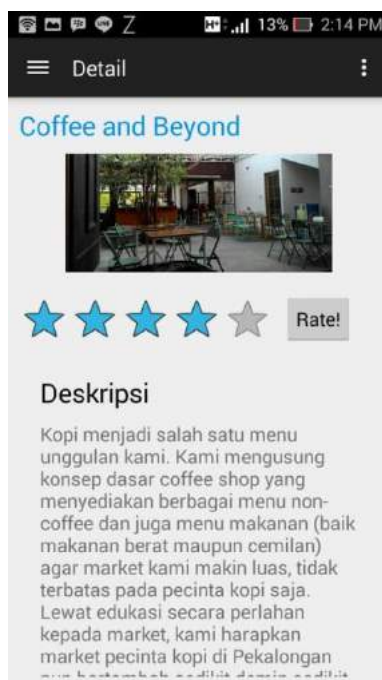 Z H+ 13% 2:14 PM
Detail
Coffee and Beyond
Rate!
Deskripsi
Kopi menjadi salah satu menu
unggulan kami. Kami mengusung
konsep dasar coffee shop yang
menyediakan berbagai menu non-
coffee dan juga menu makanan (baik
makanan berat maupun cemilan)
agar market kami makin luas, tidak
terbatas pada pecinta kopi saja.
Lewat edukasi secara perlahan
kepada market, kami harapkan
market pecinta kopi di Pekalongan